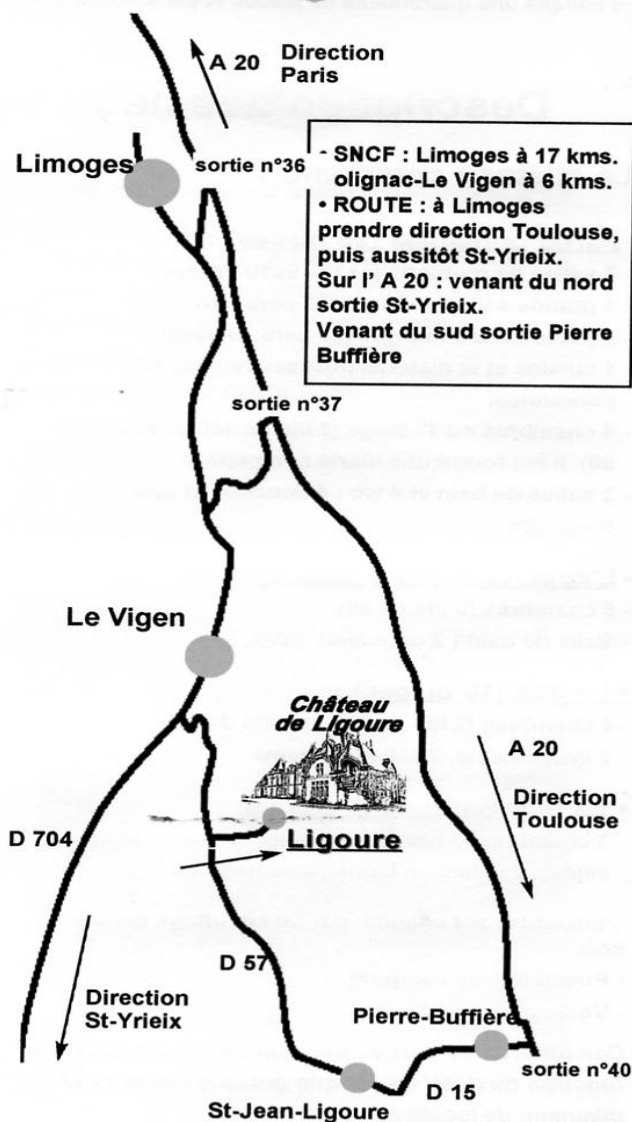 A 20
Direction
Paris
Limoges
sortie n°36
- SNCF : Limoges à 17 kms.
olignac-Le Vigen à 6 kms.
• ROUTE : à Limoges
prendre direction Toulouse,
puis aussitôt St-Yrieix.
Sur l' A 20 : venant du nord
sortie St-Yrieix.
Venant du sud sortie Pierre
Buffière
sortie n°37
Le Vigen
Château
de Ligoure
A 20
Direction
Toulouse
D 704
Ligoure
D 57
Direction
St-Yrieix
Pierre-Buffière
sortie n°40
D 15
St-Jean-Ligoure